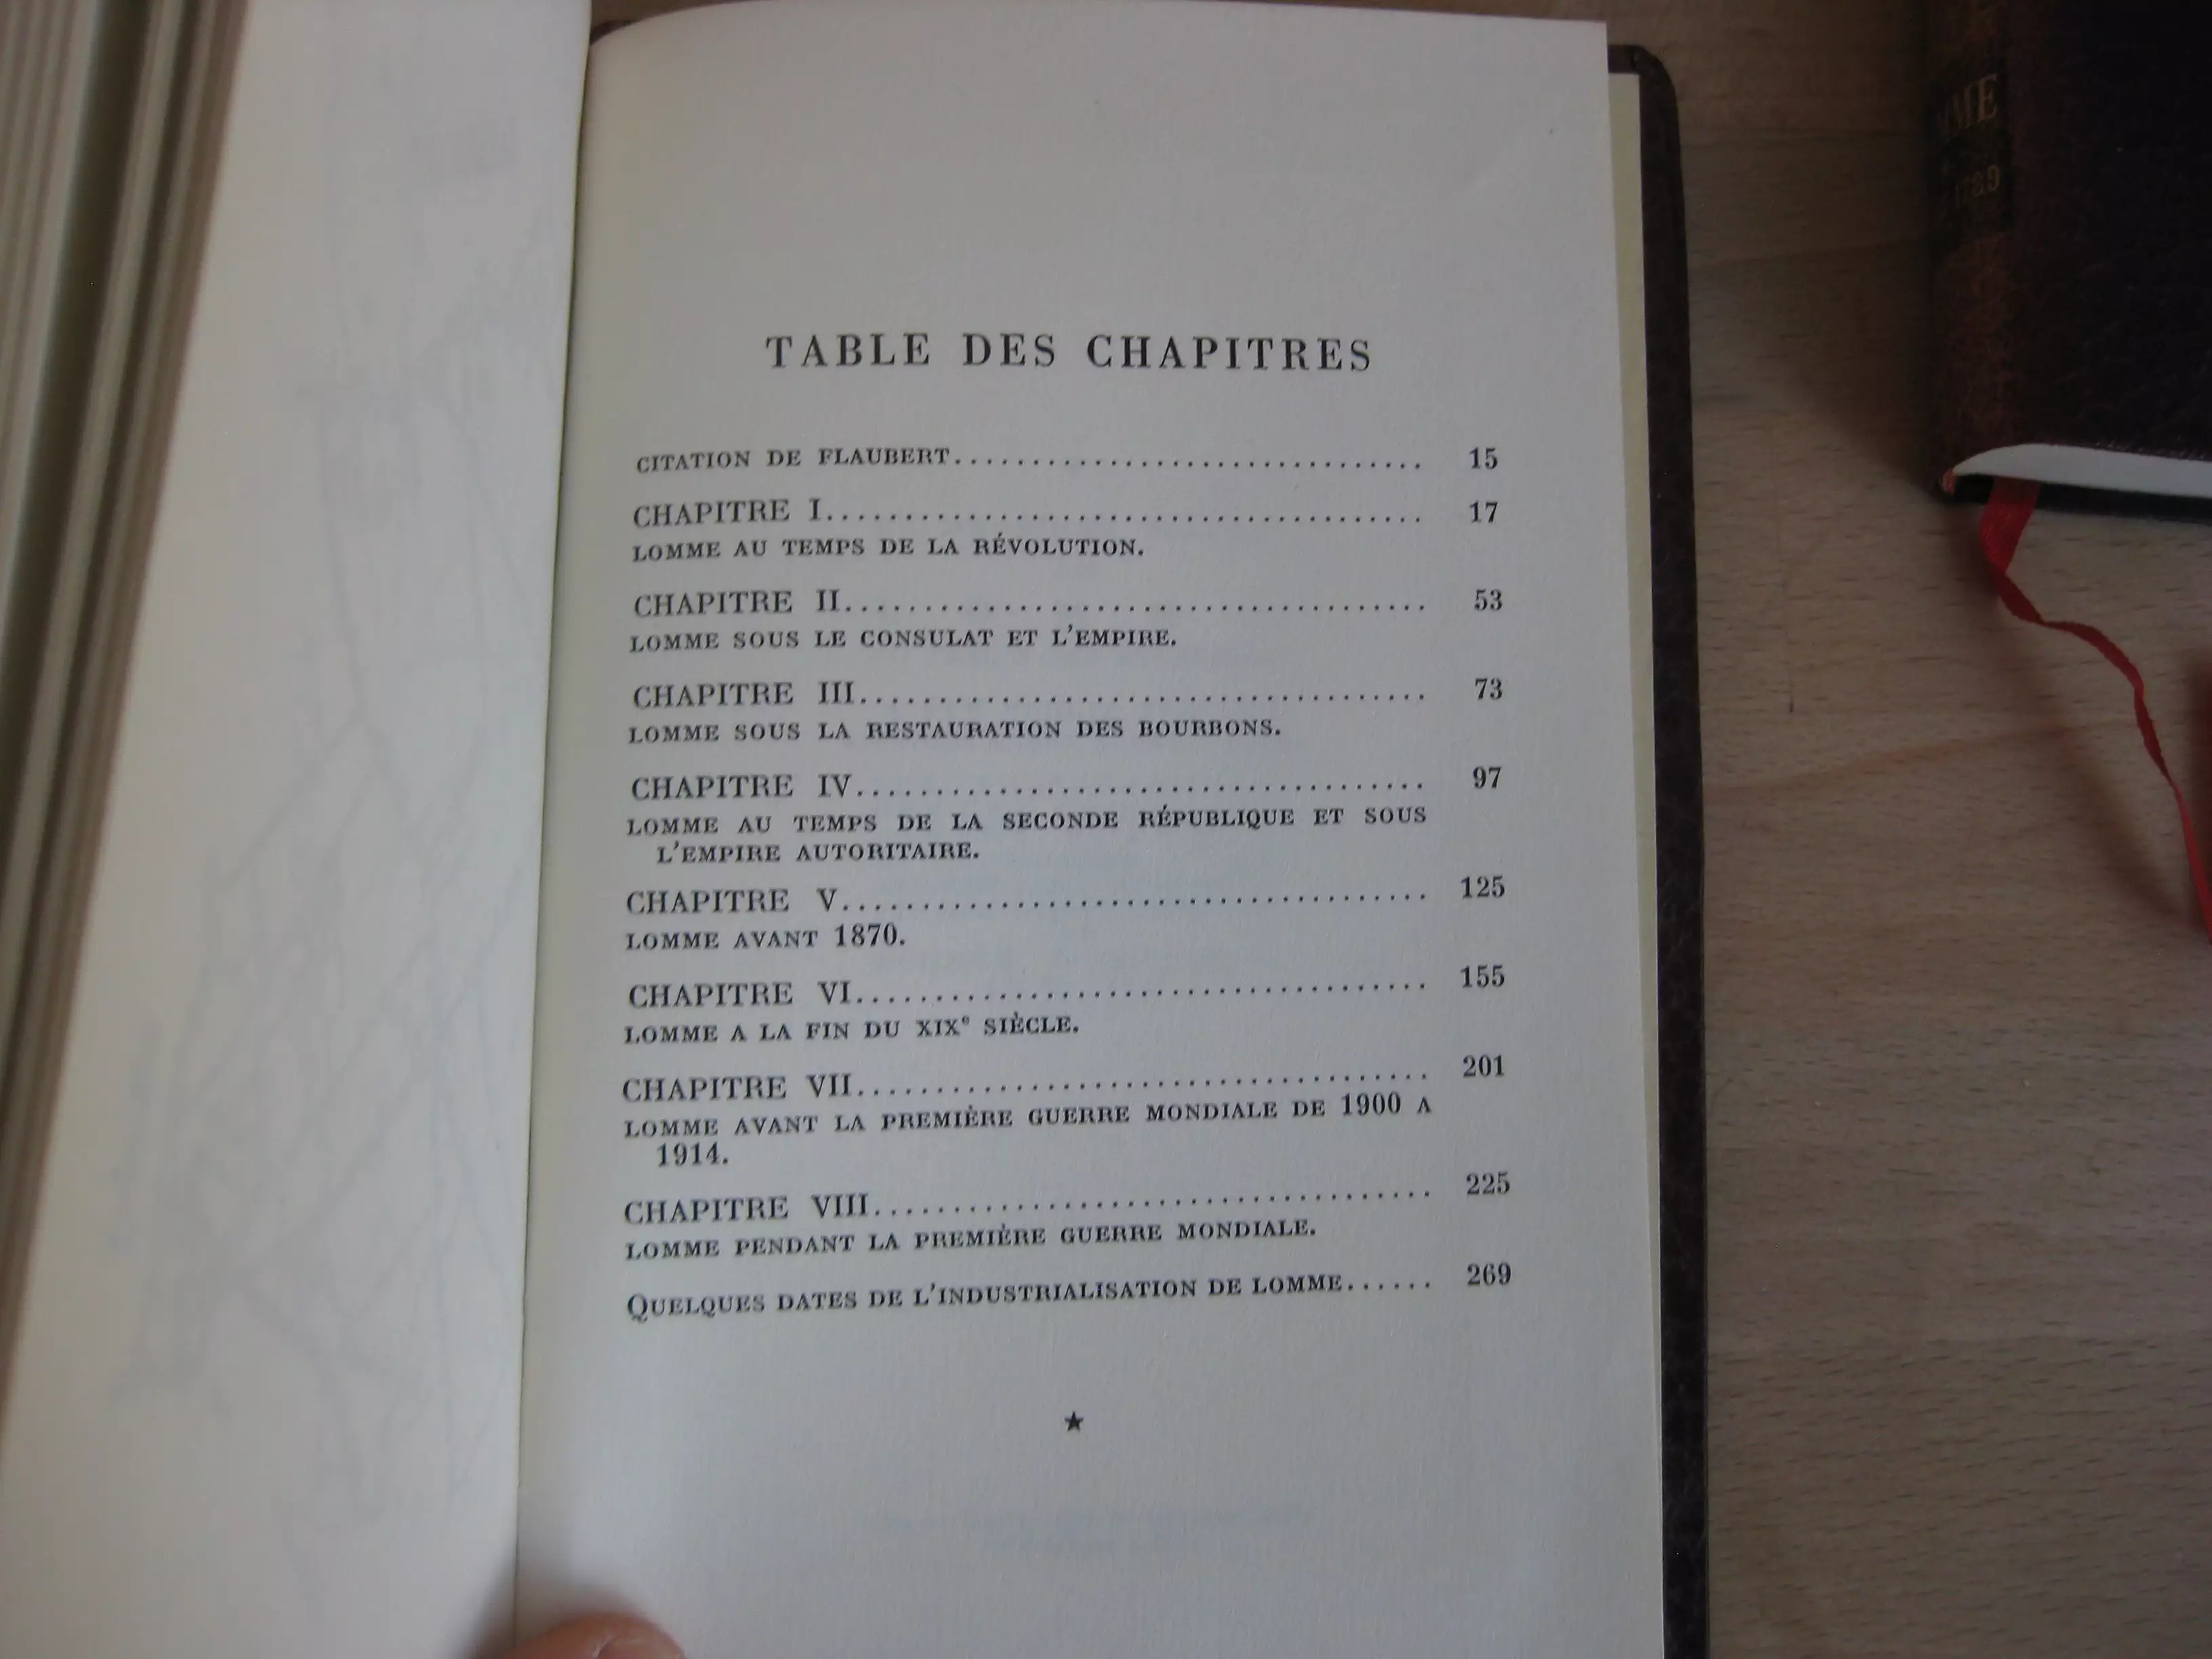 TABLE DES CHAPITRES
CITATION DE FLAUBERT................................ 15
CHAPITRE I....................................... 17
LOMME AU TEMPS DE LA RÉVOLUTION.
CHAPITRE II...................................... 53
LOMME SOUS LE CONSULAT ET L'EMPIRE.
CHAPITRE III..................................... 73
LOMME SOUS LA RESTAURATION DES BOURBONS.
CHAPITRE IV..................................... 97
LOMME AU TEMPS DE LA SECONDE RÉPUBLIQUE ET SOUS
L'EMPIRE AUTORITAIRE.
CHAPITRE V...................................... 125
LOMME AVANT 1870.
CHAPITRE VI..................................... 155
LOMME A LA FIN DU XIXe SIÈCLE.
CHAPITRE VII..................................... 201
LOMME AVANT LA PREMIÈRE GUERRE MONDIALE DE 1900 A
1914.
CHAPITRE VIII.................................... 225
LOMME PENDANT LA PREMIÈRE GUERRE MONDIALE.
QUELQUES DATES DE L'INDUSTRIALISATION DE LOMME...... 269
MME
1789